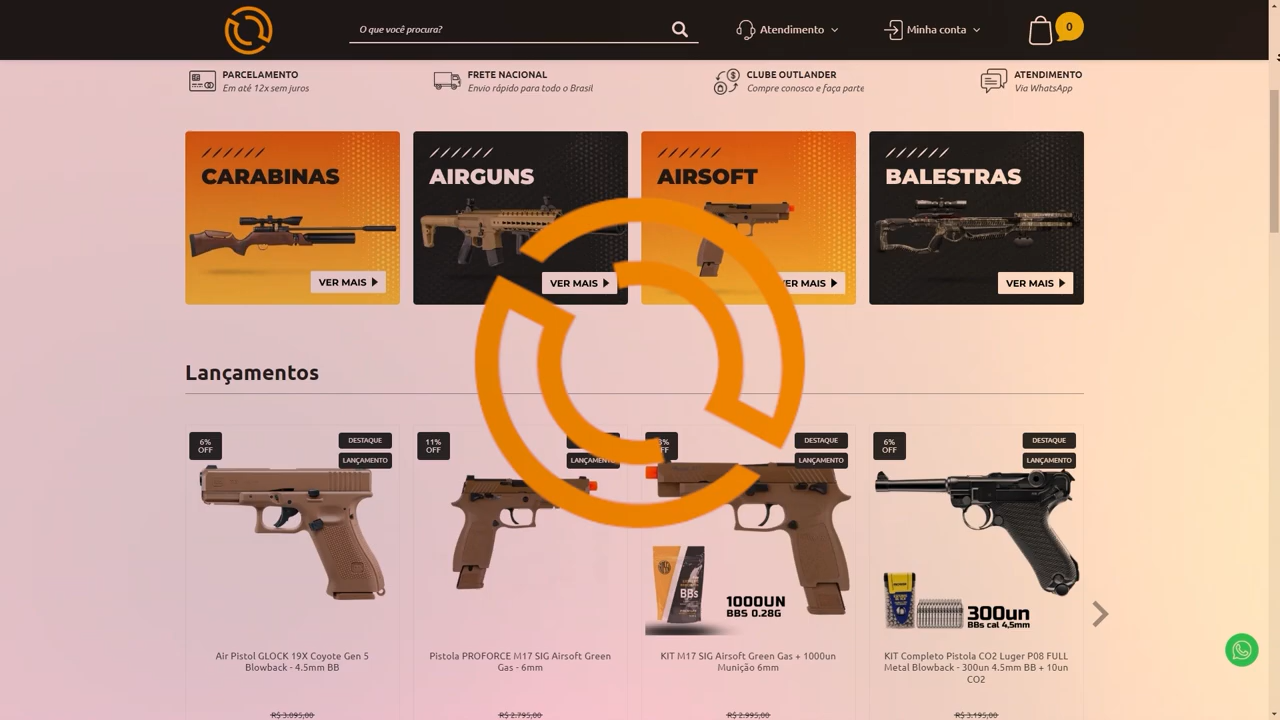 O que você procura?
Atendimento
Minha conta
0
PARCELAMENTO
Em até 12x sem juros
FRETE NACIONAL
Envio rápido para todo o Brasil
CLUBE OUTLANDER
Compre conosco e faça parte
ATENDIMENTO
Via WhatsApp
CARABINAS
VER MAIS
AIRGUNS
VER MAIS
AIRSOFT
VER MAIS
BALESTRAS
VER MAIS
Lançamentos
6%
OFF
DESTAQUE
LANÇAMENTO
11%
OFF
LANÇAMENTO
OFF
DESTAQUE
LANÇAMENTO
6%
OFF
DESTAQUE
LANÇAMENTO
BBs
1000UN
BBS 0.28G
300un
BBs cal 4,5mm
Air Pistol GLOCK 19X Coyote Gen 5
Blowback - 4.5mm BB
Pistola PROFORCE M17 SIG Airsoft Green
Gas - 6mm
KIT M17 SIG Airsoft Green Gas + 1000un
Munição 6mm
KIT Completo Pistola CO2 Luger P08 FULL
Metal Blowback - 300un 4.5mm BB + 10un
CO2
R$ 3.095,00
R$ 2.795,00
R$ 2.995,00
R$ 3.195,00